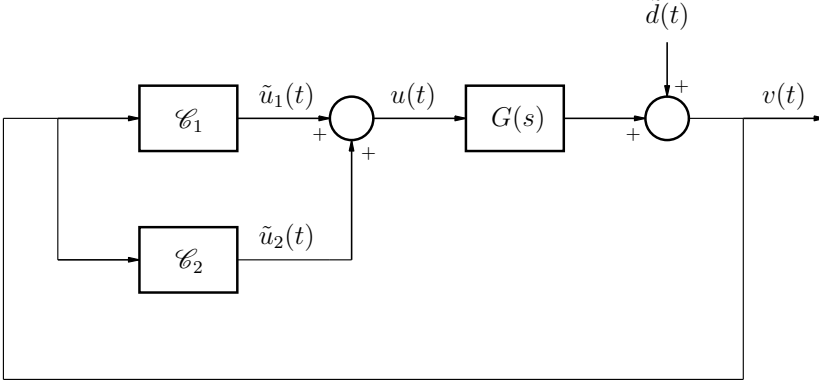 d̃(t)
𝒞₁
ũ₁(t)
+
+
u(t)
G(s)
+
+
v(t)
𝒞₂
ũ₂(t)